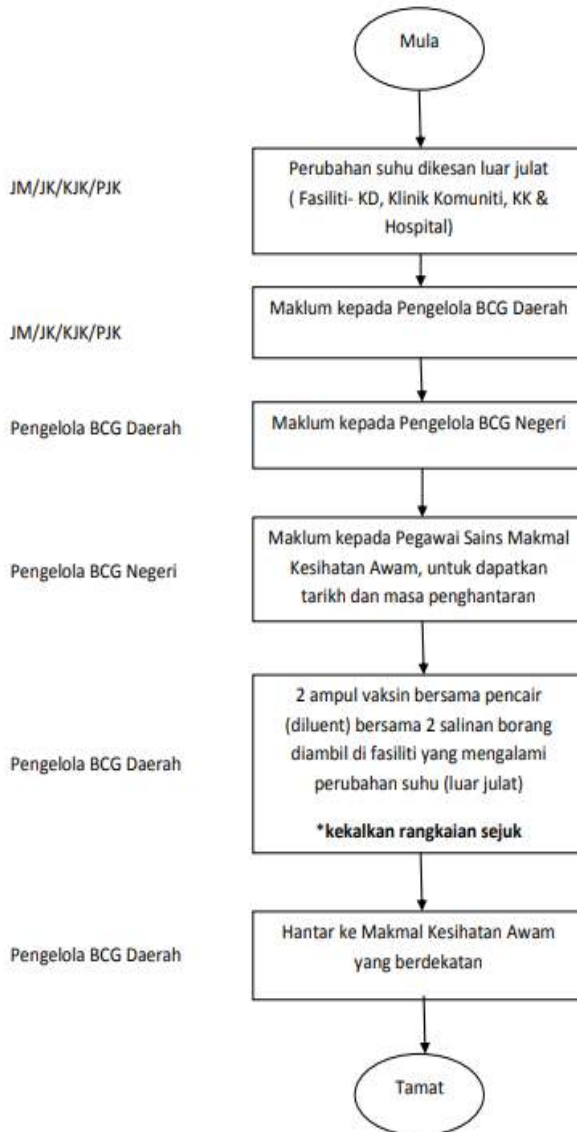 Mula
JM/JK/KJK/PJK
Perubahan suhu dikesan luar julat
( Fasiliti- KD, Klinik Komuniti, KK &
Hospital)
JM/JK/KJK/PJK
Maklum kepada Pengelola BCG Daerah
Pengelola BCG Daerah
Maklum kepada Pengelola BCG Negeri
Pengelola BCG Negeri
Maklum kepada Pegawai Sains Makmal
Kesihatan Awam, untuk dapatkan
tarikh dan masa penghantaran
Pengelola BCG Daerah
2 ampul vaksin bersama pencair
(diluent) bersama 2 salinan borang
diambil di fasiliti yang mengalami
perubahan suhu (luar julat)
*kekalkan rangkaian sejuk
Pengelola BCG Daerah
Hantar ke Makmal Kesihatan Awam
yang berdekatan
Tamat